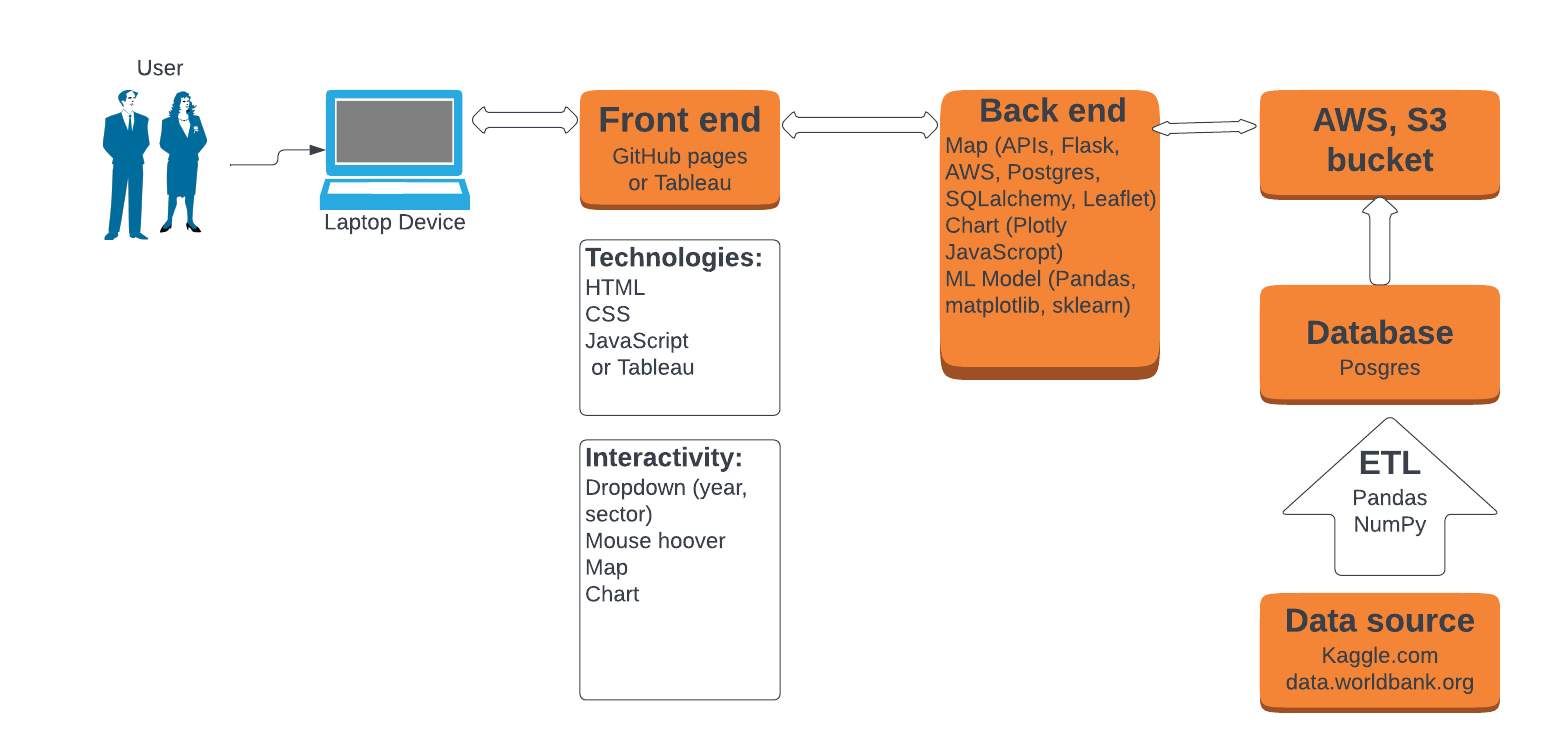 User
Laptop Device
Front end
GitHub pages
or Tableau
Technologies:
HTML
CSS
JavaScript
or Tableau
Interactivity:
Dropdown (year,
sector)
Mouse hoover
Map
Chart
Back end
Map (APIs, Flask,
AWS, Postgres,
SQLalchemy, Leaflet)
Chart (Plotly
JavaScropt)
ML Model (Pandas,
matplotlib, sklearn)
AWS, S3
bucket
Database
Posgres
ETL
Pandas
NumPy
Data source
Kaggle.com
data.worldbank.org